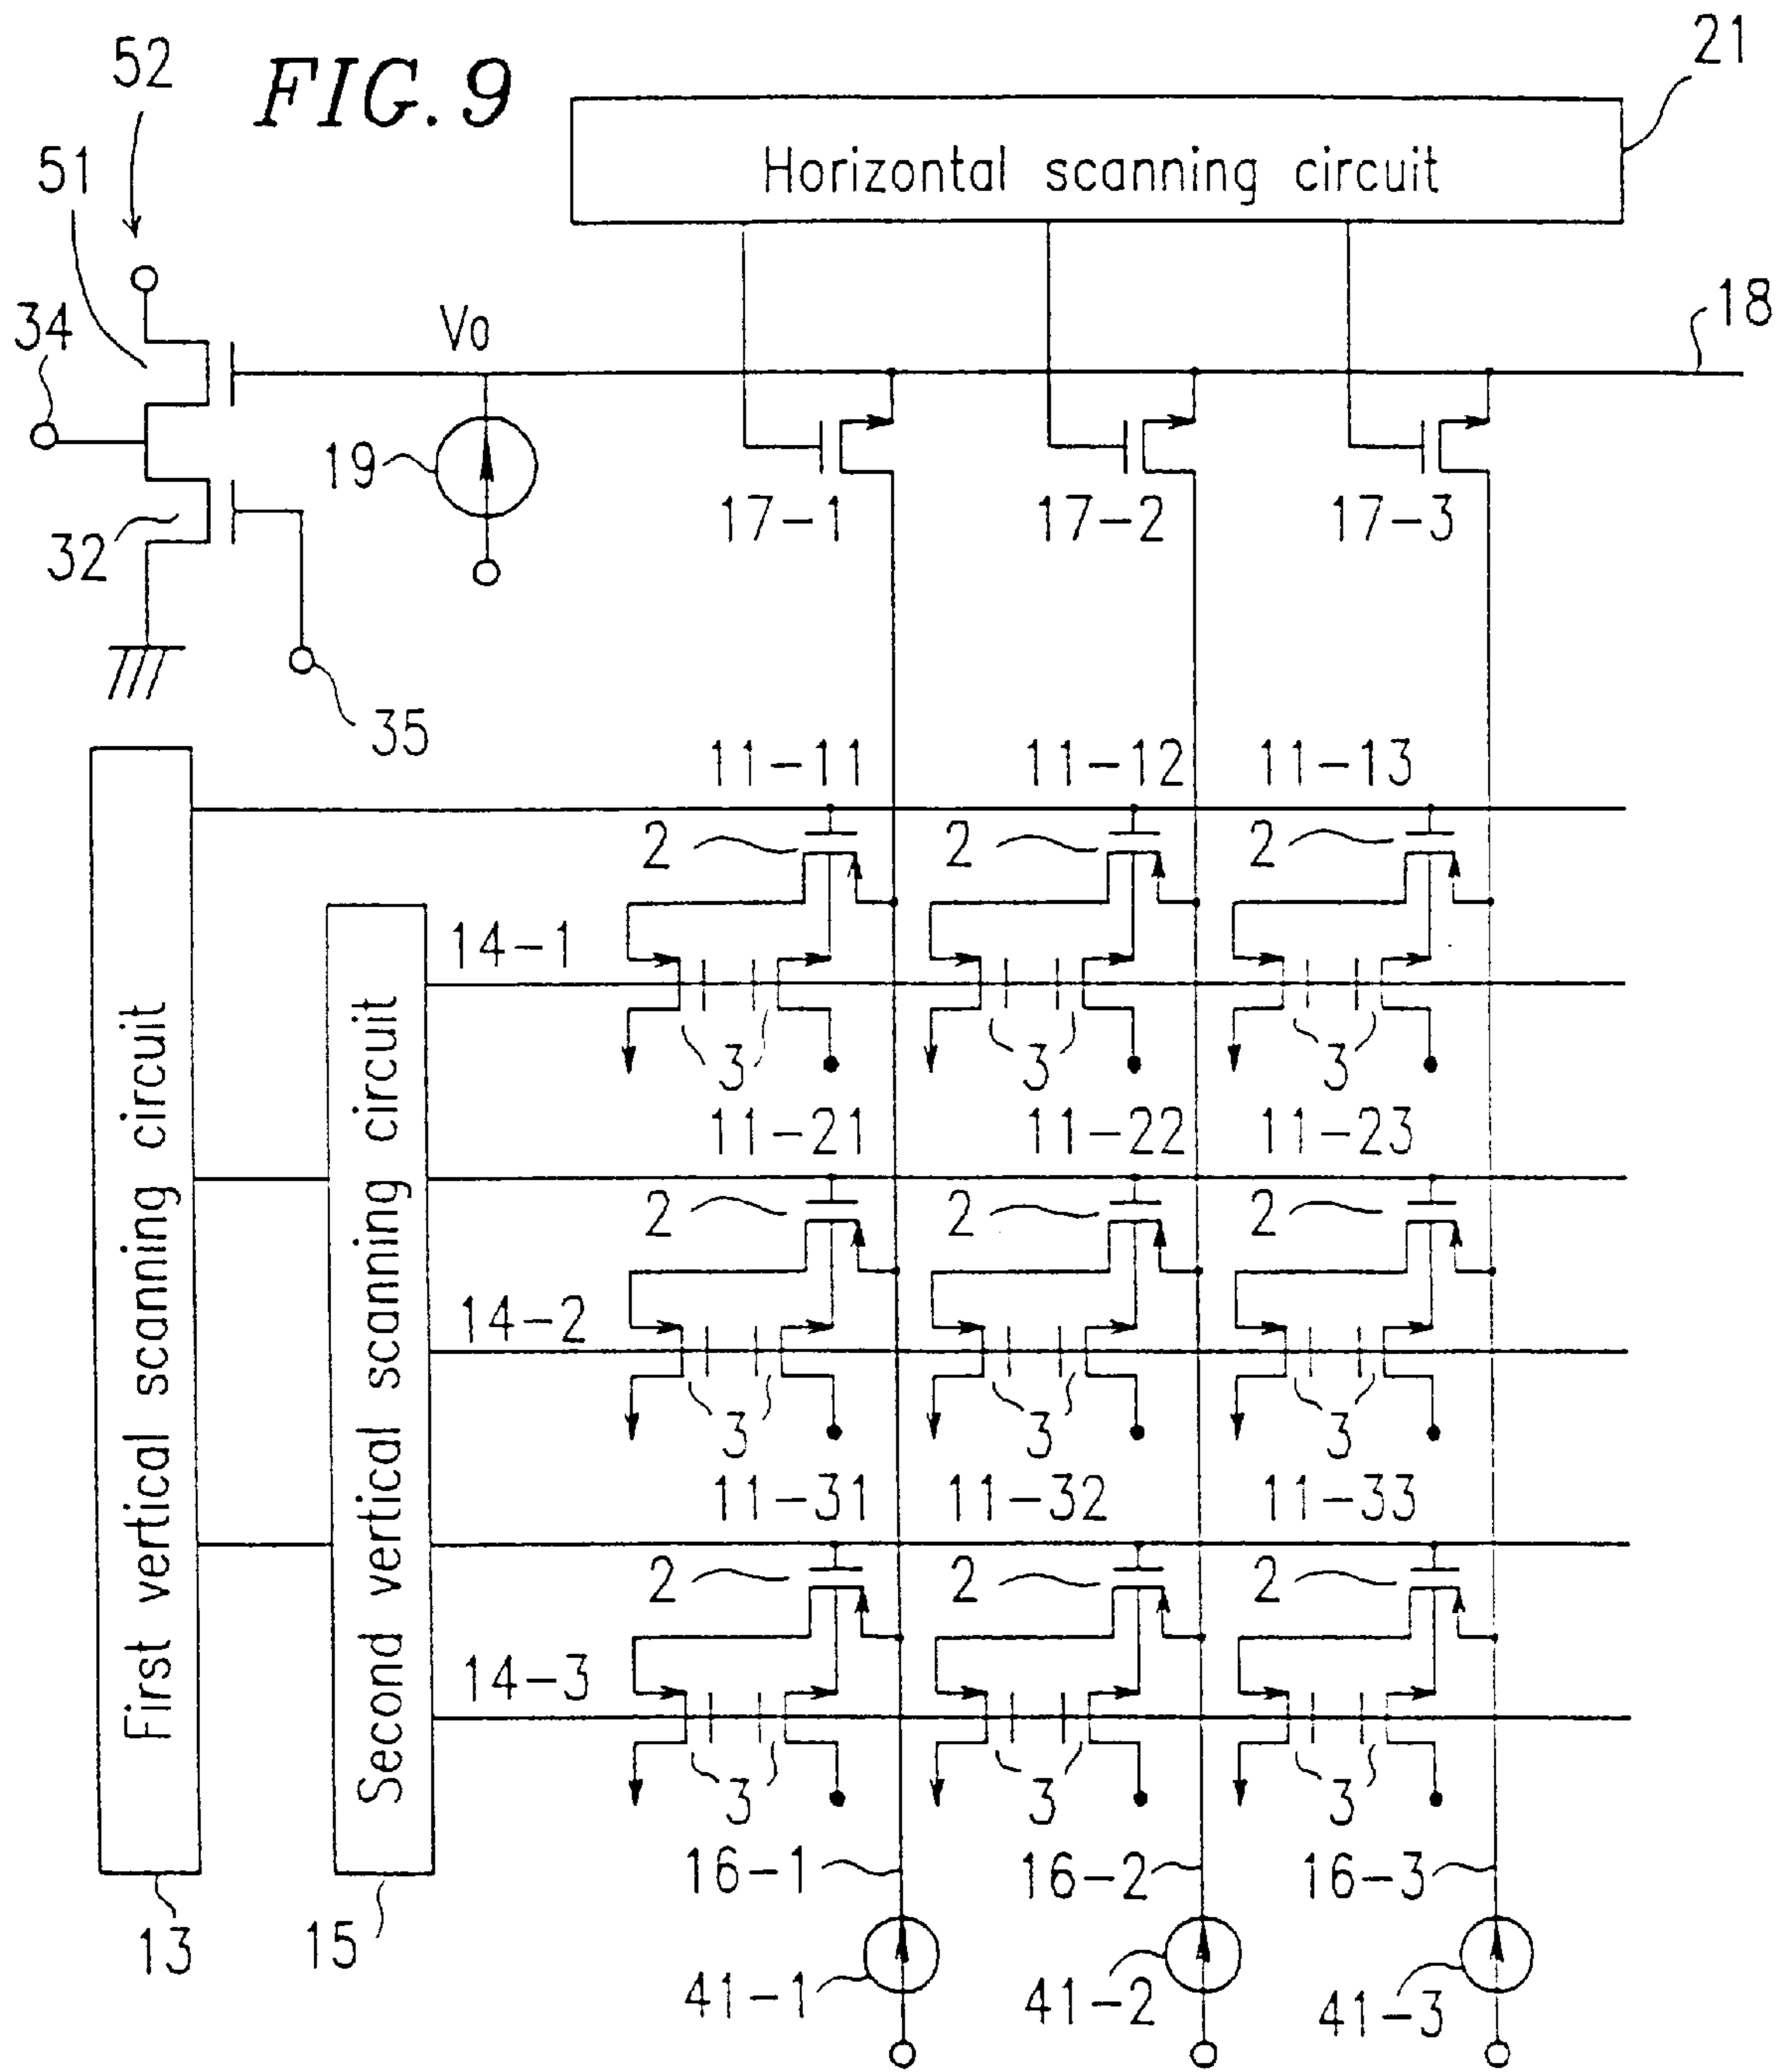 FIG. 9
52
21
51
Horizontal scanning circuit
34
Vo
18
19
17-1 17-2 17-3
32
35
11-11 11-12 11-13
2 2 2
14-1
3 3 3
11-21 11-22 11-23
2 2 2
14-2
3 3 3
11-31 11-32 11-33
2 2 2
14-3
3 3 3
First vertical scanning circuit
Second vertical scanning circuit
16-1 16-2 16-3
13 15
41-1 41-2 41-3